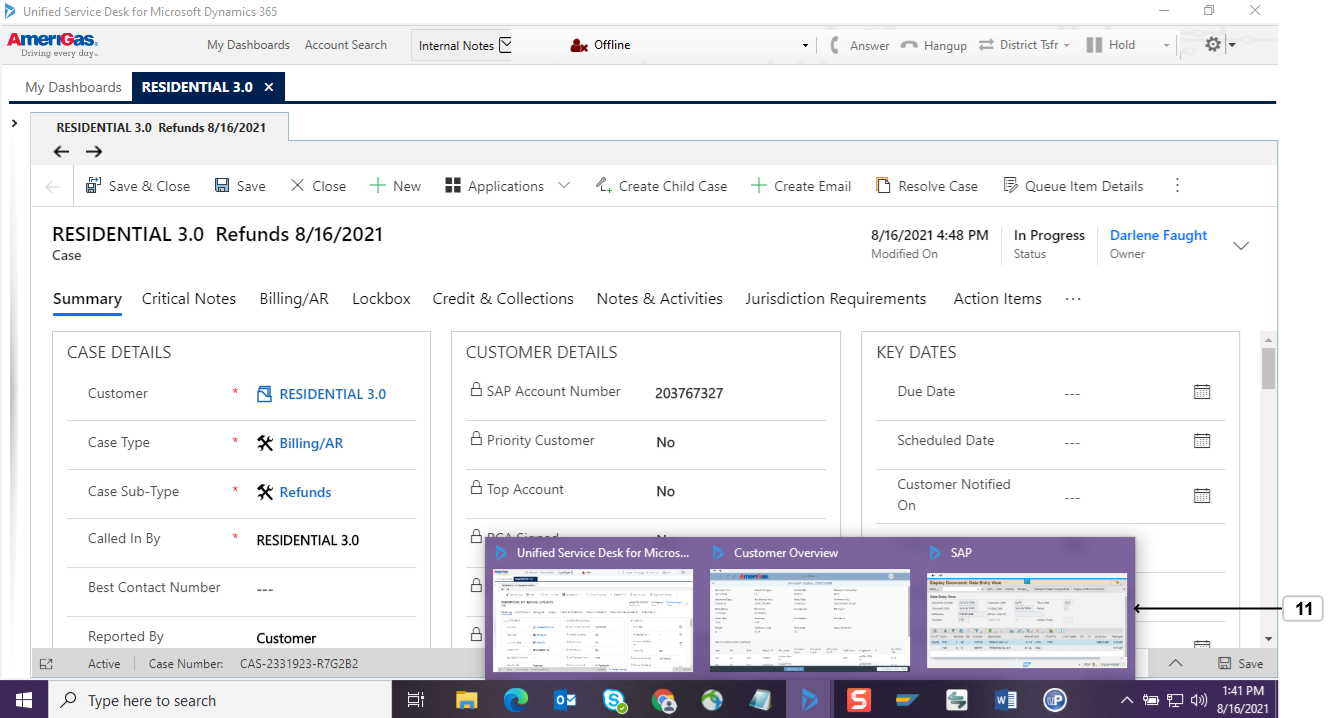 Unified Service Desk for Microsoft Dynamics 365
AmeriGas
Driving every day
My Dashboards Account Search Internal Notes Offline Answer Hangup District Tsfr Hold
My Dashboards RESIDENTIAL 3.0 ×
RESIDENTIAL 3.0 Refunds 8/16/2021
Save & Close Save Close New Applications Create Child Case Create Email Resolve Case Queue Item Details
RESIDENTIAL 3.0 Refunds 8/16/2021
Case
8/16/2021 4:48 PM In Progress Darlene Faught
Modified On Status Owner
Summary Critical Notes Billing/AR Lockbox Credit & Collections Notes & Activities Jurisdiction Requirements Action Items ...
CASE DETAILS
Customer * RESIDENTIAL 3.0
Case Type * Billing/AR
Case Sub-Type * Refunds
Called In By * RESIDENTIAL 3.0
Best Contact Number ---
Reported By Customer
CUSTOMER DETAILS
SAP Account Number 203767327
Priority Customer No
Top Account No
KEY DATES
Due Date ---
Scheduled Date ---
Customer Notified
On ---
Unified Service Desk for Micros... Customer Overview SAP
Display Document: Data Entry View
11
Active Case Number: CAS-2331923-R7G2B2 Save
Type here to search
1:41 PM
8/16/2021